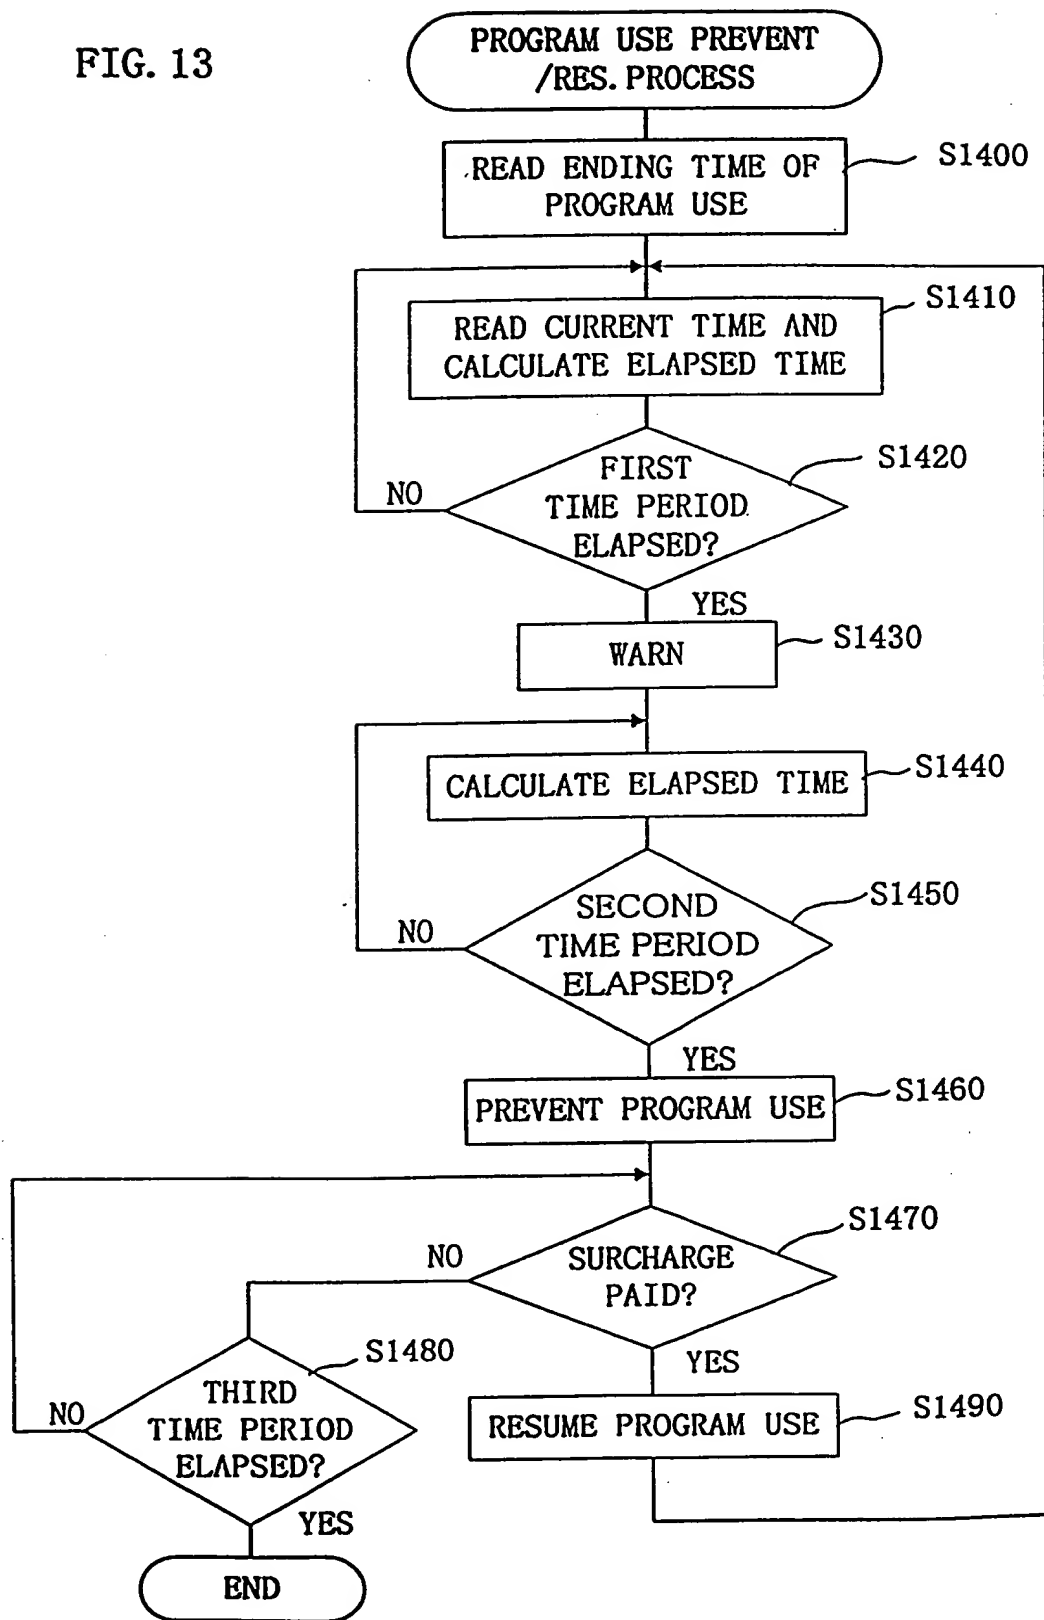 FIG. 13
PROGRAM USE PREVENT
/RES. PROCESS
READ ENDING TIME OF
PROGRAM USE
S1400
READ CURRENT TIME AND
CALCULATE ELAPSED TIME
S1410
FIRST
TIME PERIOD
ELAPSED?
S1420
NO
YES
WARN
S1430
CALCULATE ELAPSED TIME
S1440
SECOND
TIME PERIOD
ELAPSED?
S1450
NO
YES
PREVENT PROGRAM USE
S1460
SURCHARGE
PAID?
S1470
NO
YES
THIRD
TIME PERIOD
ELAPSED?
S1480
NO
YES
RESUME PROGRAM USE
S1490
END